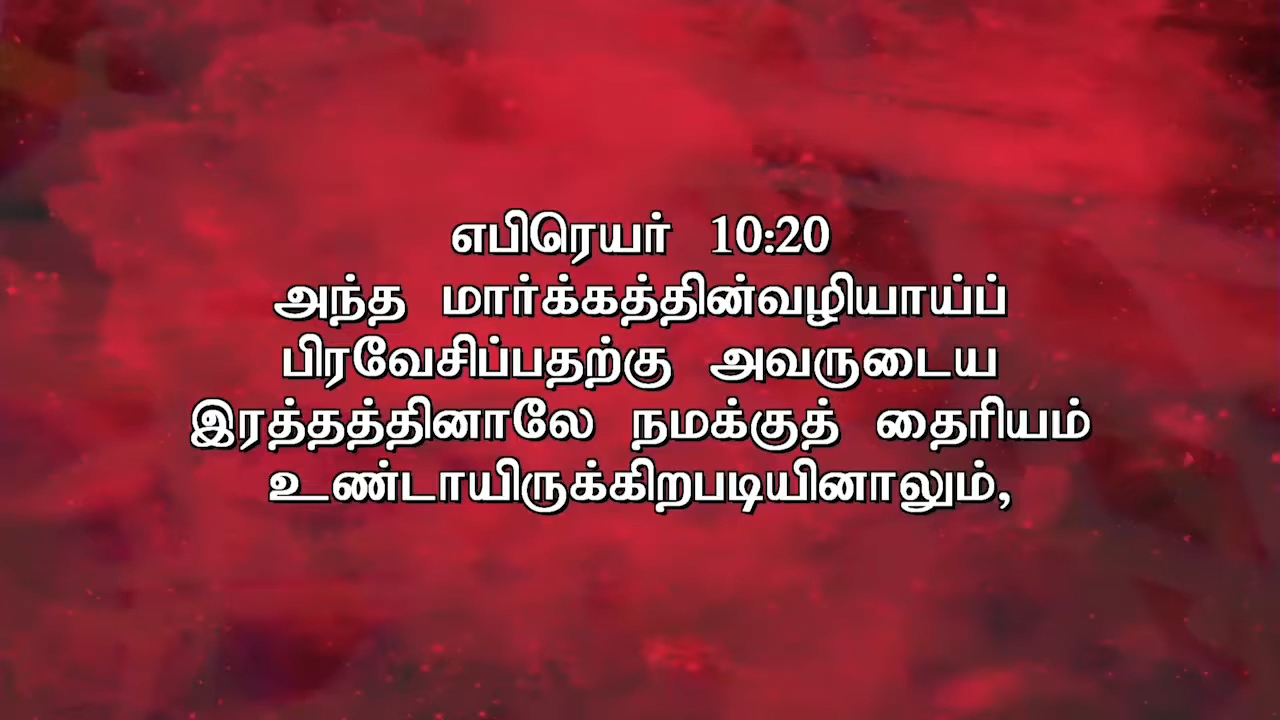 எபிரெயர் 10:20
அந்த மார்க்கத்தின்வழியாய்ப்
பிரவேசிப்பதற்கு அவருடைய
இரத்தத்தினாலே நமக்குத் தைரியம்
உண்டாயிருக்கிறபடியினாலும்,